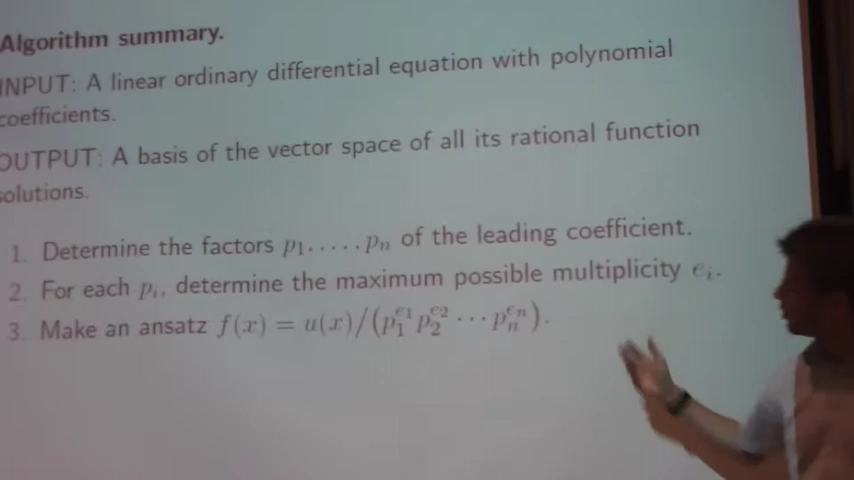 Algorithm summary.
INPUT: A linear ordinary differential equation with polynomial
coefficients.
OUTPUT: A basis of the vector space of all its rational function
solutions.
1. Determine the factors p₁, . . . , pₙ of the leading coefficient.
2. For each pᵢ, determine the maximum possible multiplicity eᵢ.
3. Make an ansatz f(x) = u(x)/(p₁^{e₁} p₂^{e₂} ⋯ pₙ^{eₙ}).